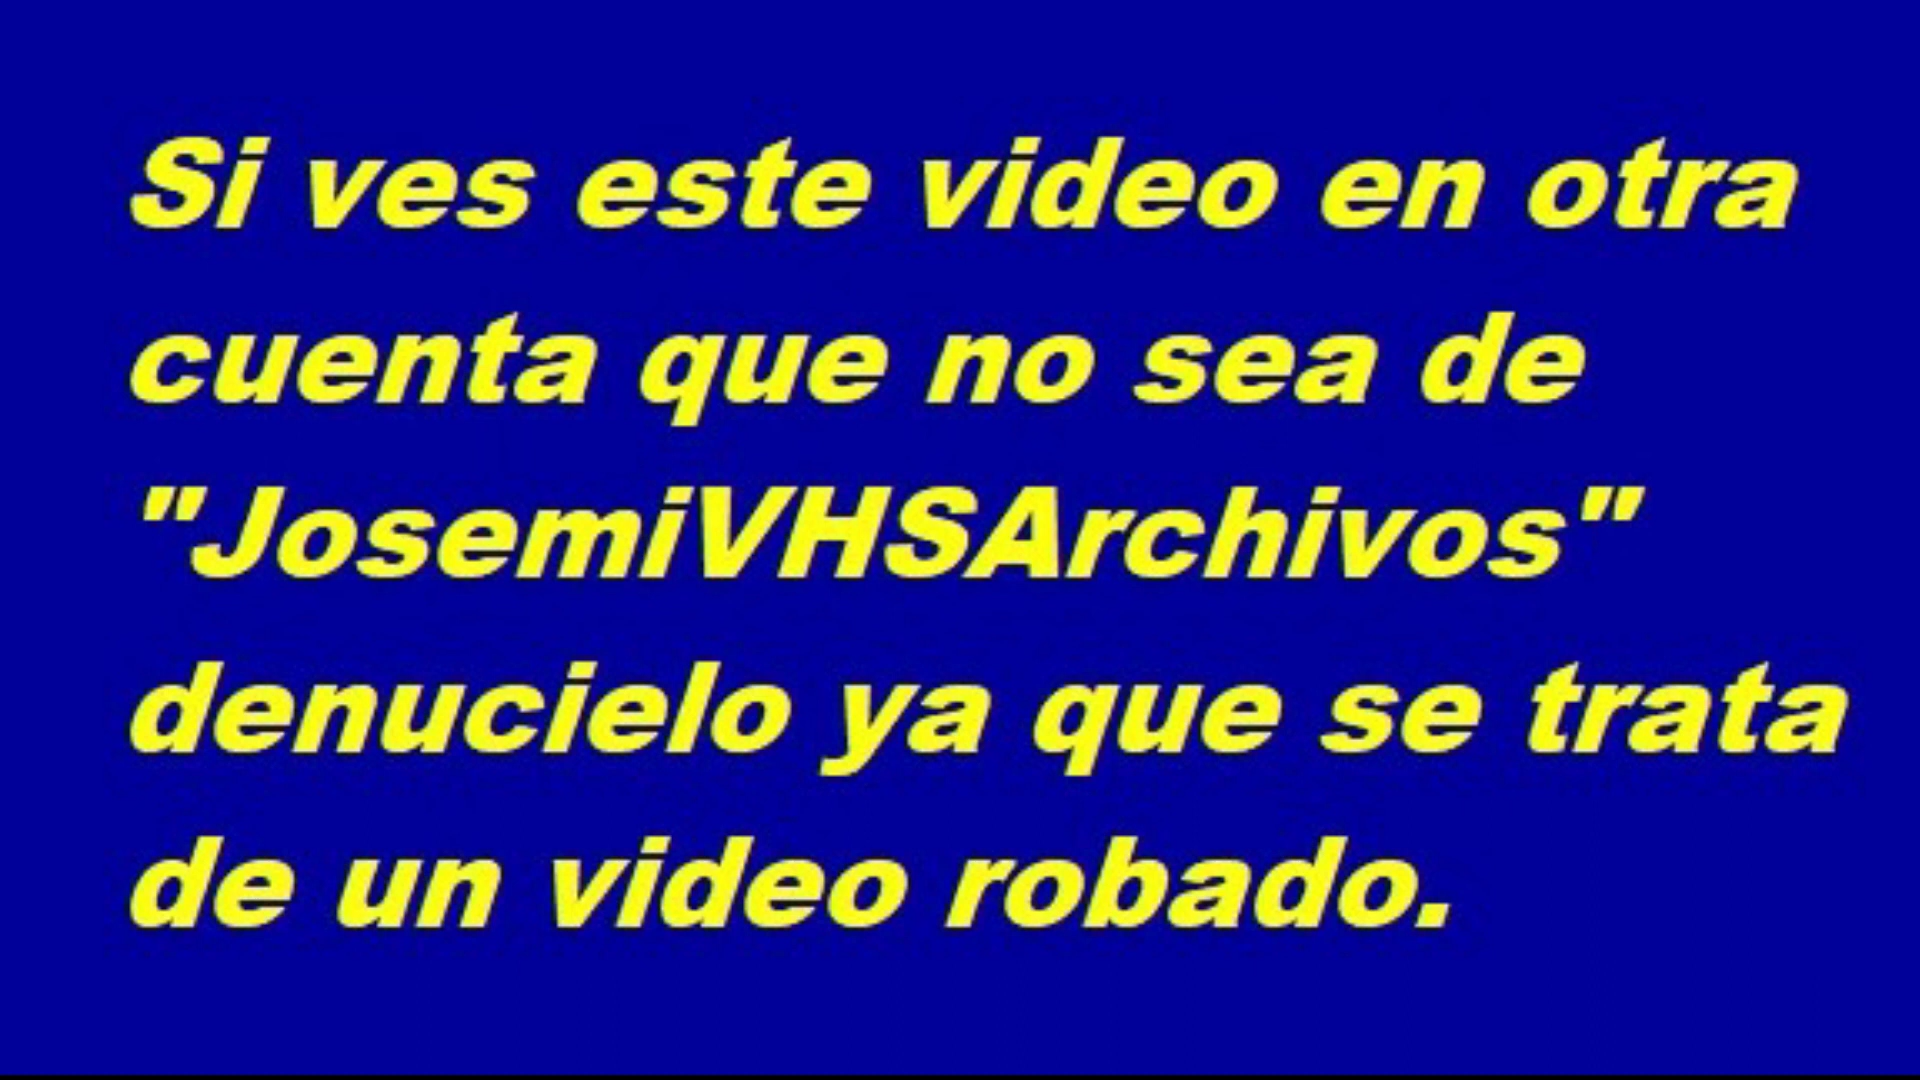 Si ves este video en otra
cuenta que no sea de
"JosemiVHSArchivos"
denucielo ya que se trata
de un video robado.